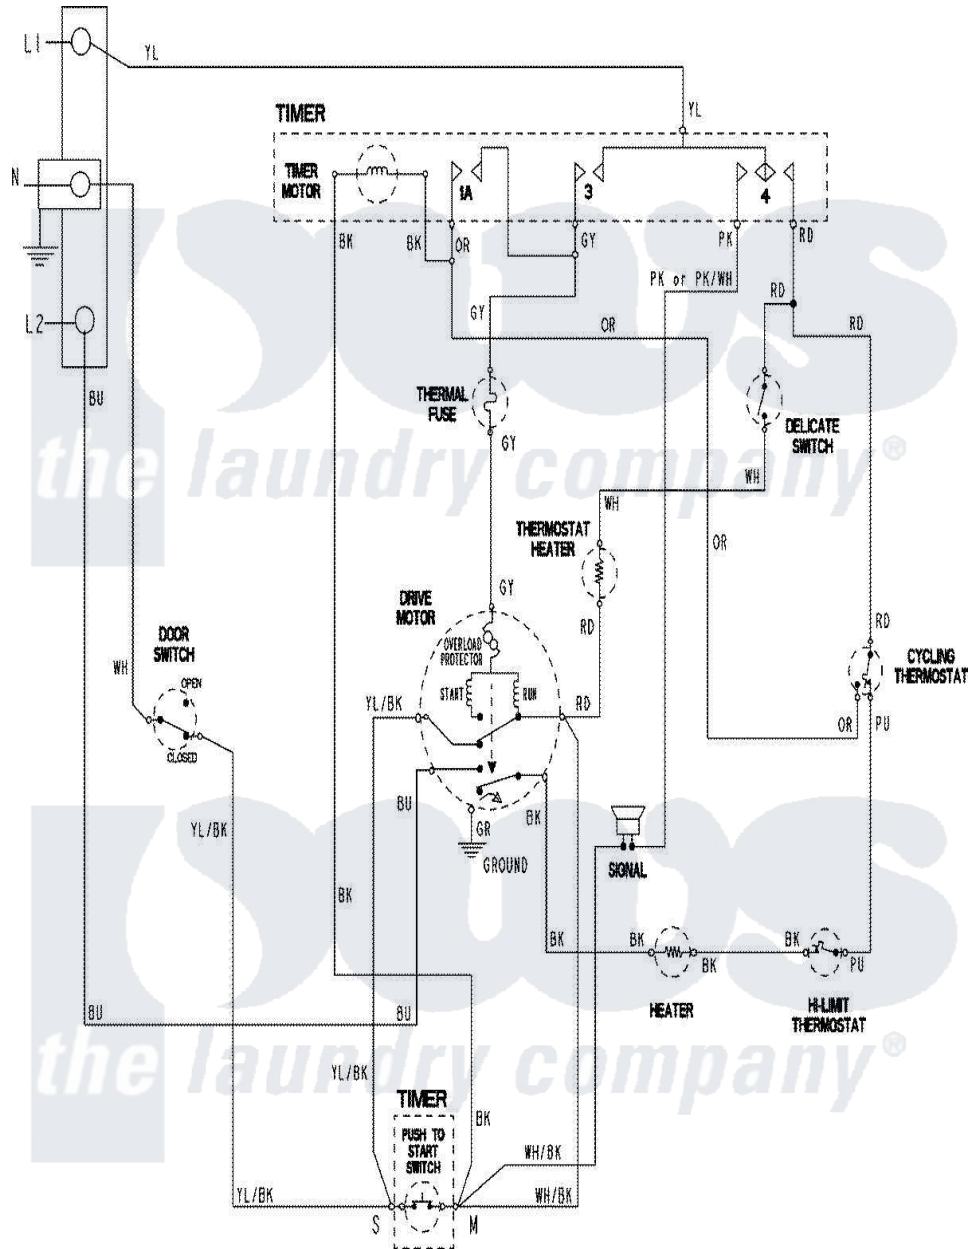 L1
YL
YL
TIMER
TIMER
MOTOR
1A
3
4
N
BK
BK
OR
GY
PK
RD
PK or PK/WH
RD
L2
GY
OR
RD
BU
THERMAL
FUSE
GY
DELICATE
SWITCH
the laundry company®
WH
WH
THERMOSTAT
HEATER
OR
GY
DRIVE
MOTOR
RD
RD
DOOR
SWITCH
OVERLOAD
PROTECTOR
CYCLING
THERMOSTAT
WH
OPEN
START
RUN
YL/BK
RD
OR
PU
CLOSED
BU
BK
YL/BK
GR
GROUND
SIGNAL
BK
BK
BK
BK
BK
PU
HEATER
HI-LIMIT
THERMOSTAT
BU
BU
the laundry company®
YL/BK
TIMER
BK
PUSH TO
START
SWITCH
WH/BK
YL/BK
WH/BK
S
M